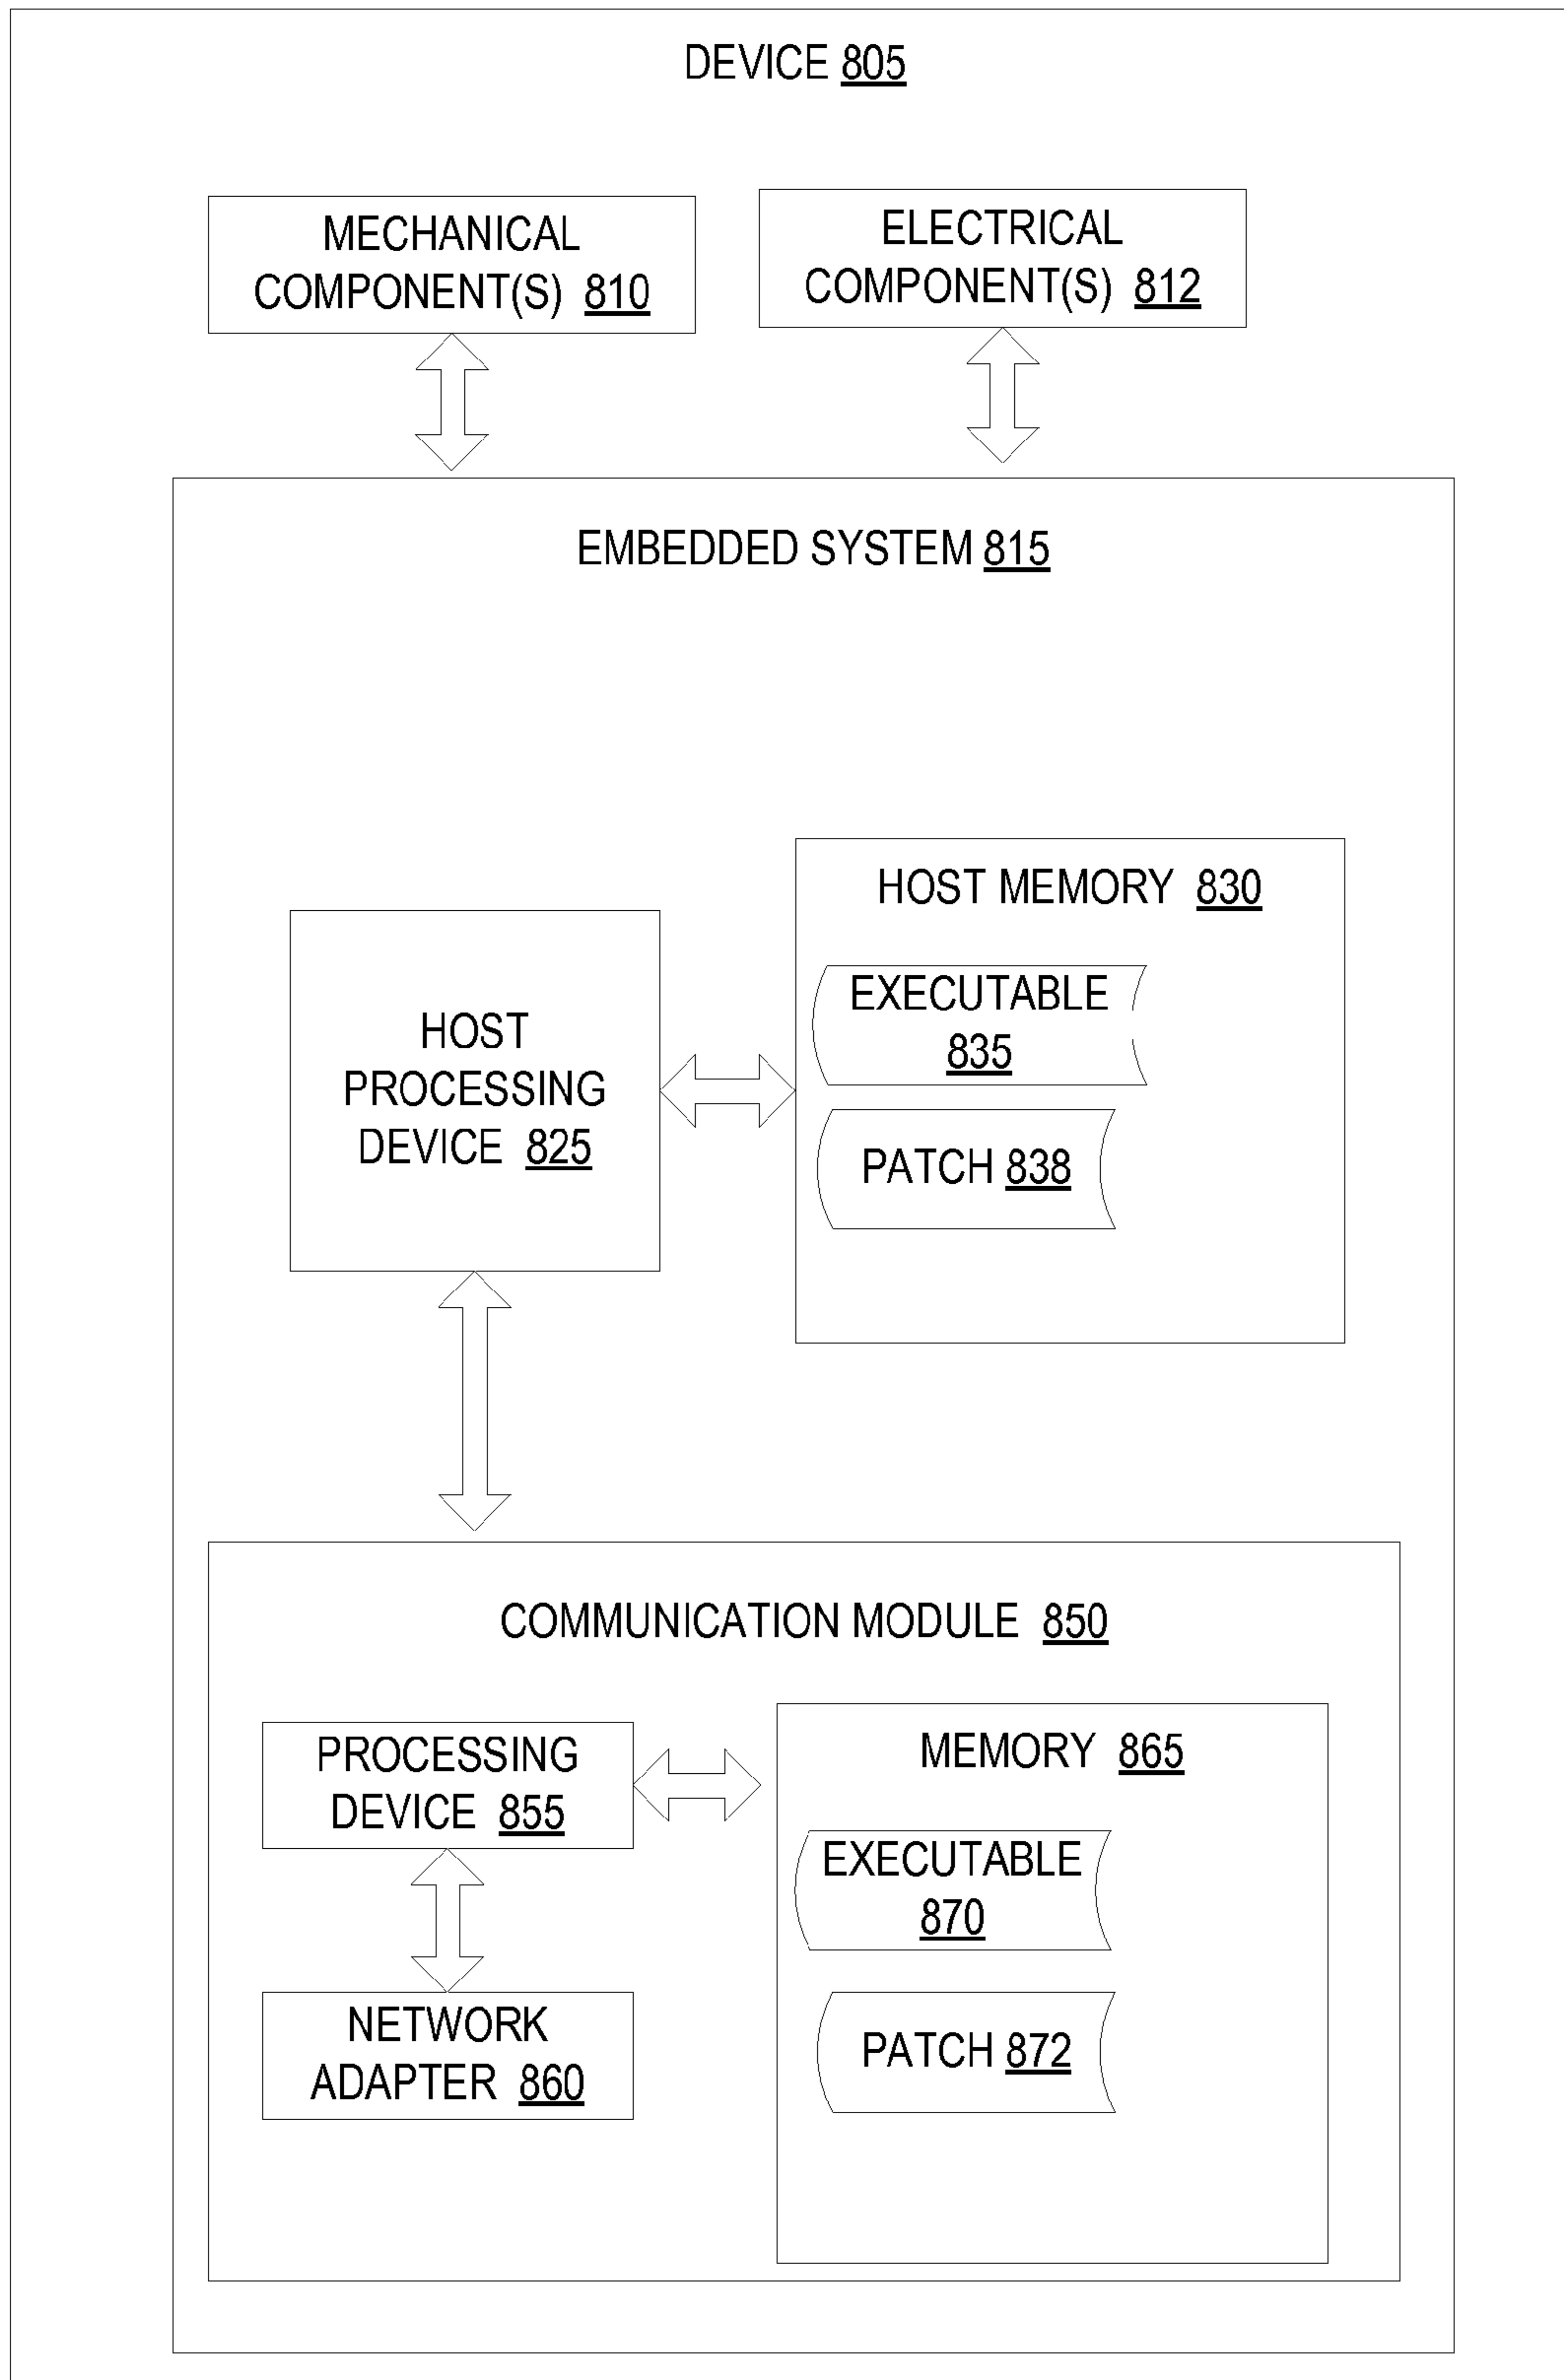 DEVICE 805
MECHANICAL
COMPONENT(S) 810
ELECTRICAL
COMPONENT(S) 812
EMBEDDED SYSTEM 815
HOST
PROCESSING
DEVICE 825
HOST MEMORY 830
EXECUTABLE
835
PATCH 838
COMMUNICATION MODULE 850
PROCESSING
DEVICE 855
NETWORK
ADAPTER 860
MEMORY 865
EXECUTABLE
870
PATCH 872